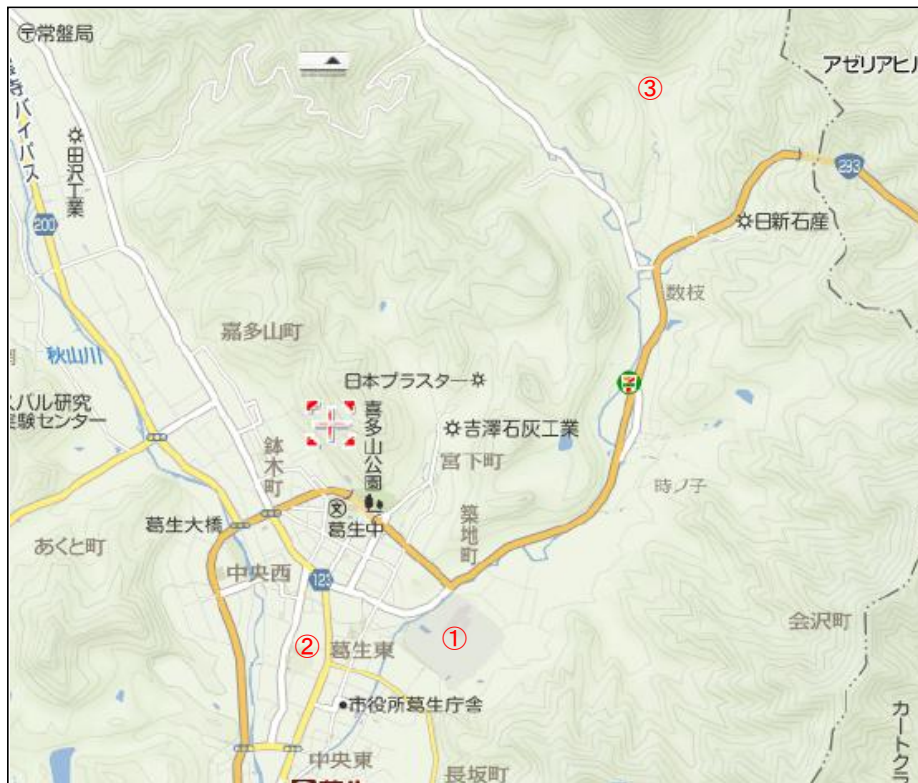 〒常盤局
バイパス
田沢工業
200
③
アゼリアヒル
293
日新石産
数枝
嘉多山町
秋山川
バル研究
験センター
日本プラスター
喜多山公園
吉澤石灰工業
鉢木町
宮下町
築地町
時ノ子
葛生大橋
葛生中
あくと町
中央西
123
②
葛生東
①
会沢町
市役所葛生庁舎
中央東
長坂町
カートクラ